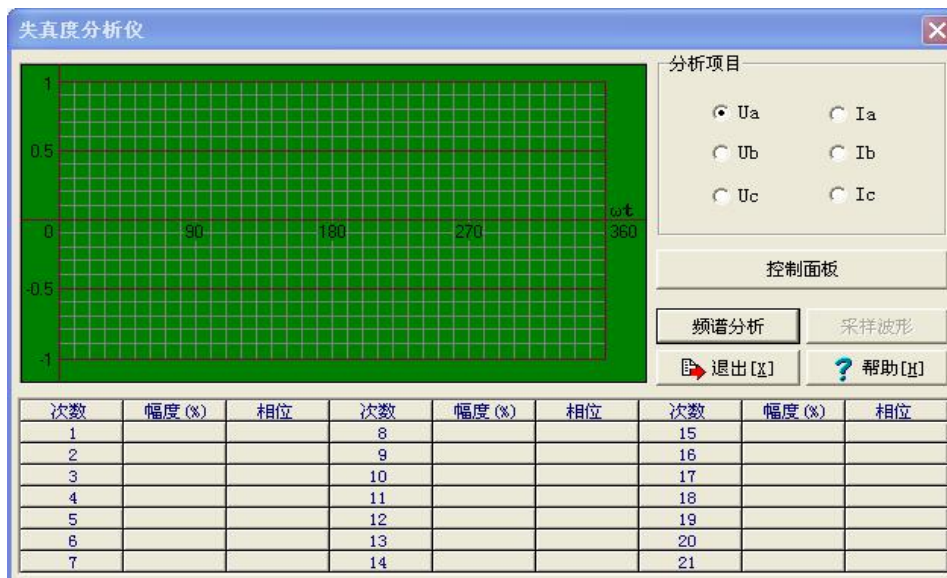 失真度分析仪
1
0.5
0
-0.5
-1
90
180
270
360
ωt
分析项目
Ua Ia
Ub Ib
Uc Ic
控制面板
频谱分析 采样波形
退出[X] 帮助[H]
次数 幅度(%) 相位 次数 幅度(%) 相位 次数 幅度(%) 相位
1 8 15
2 9 16
3 10 17
4 11 18
5 12 19
6 13 20
7 14 21